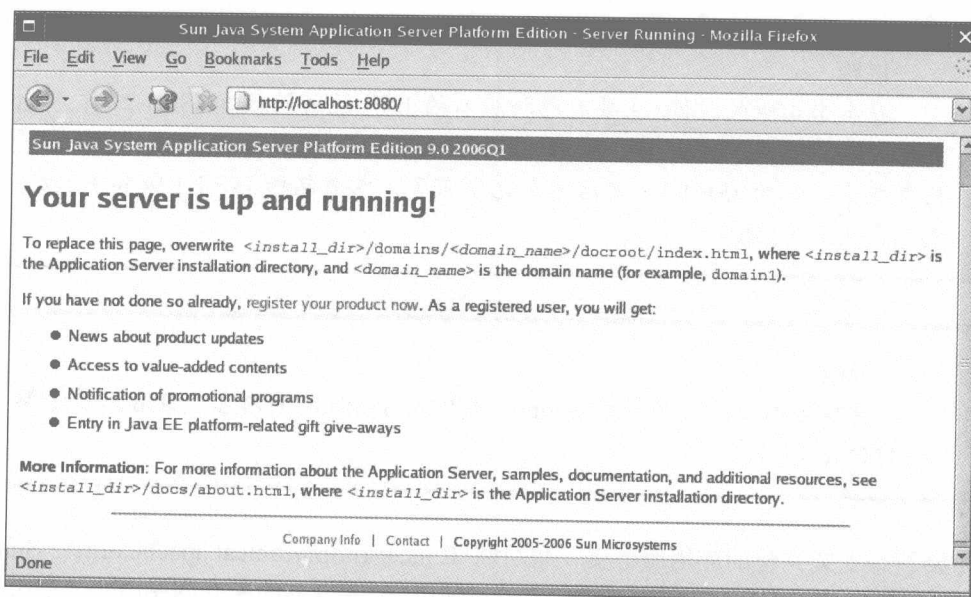 Sun Java System Application Server Platform Edition - Server Running - Mozilla Firefox
File Edit View Go Bookmarks Tools Help
http://localhost:8080/
Sun Java System Application Server Platform Edition 9.0 2006Q1
Your server is up and running!
To replace this page, overwrite <install_dir>/domains/<domain_name>/docroot/index.html, where <install_dir> is
the Application Server installation directory, and <domain_name> is the domain name (for example, domain1).
If you have not done so already, register your product now. As a registered user, you will get:
● News about product updates
● Access to value-added contents
● Notification of promotional programs
● Entry in Java EE platform-related gift give-aways
More Information: For more information about the Application Server, samples, documentation, and additional resources, see
<install_dir>/docs/about.html, where <install_dir> is the Application Server installation directory.
Company Info | Contact | Copyright 2005-2006 Sun Microsystems
Done